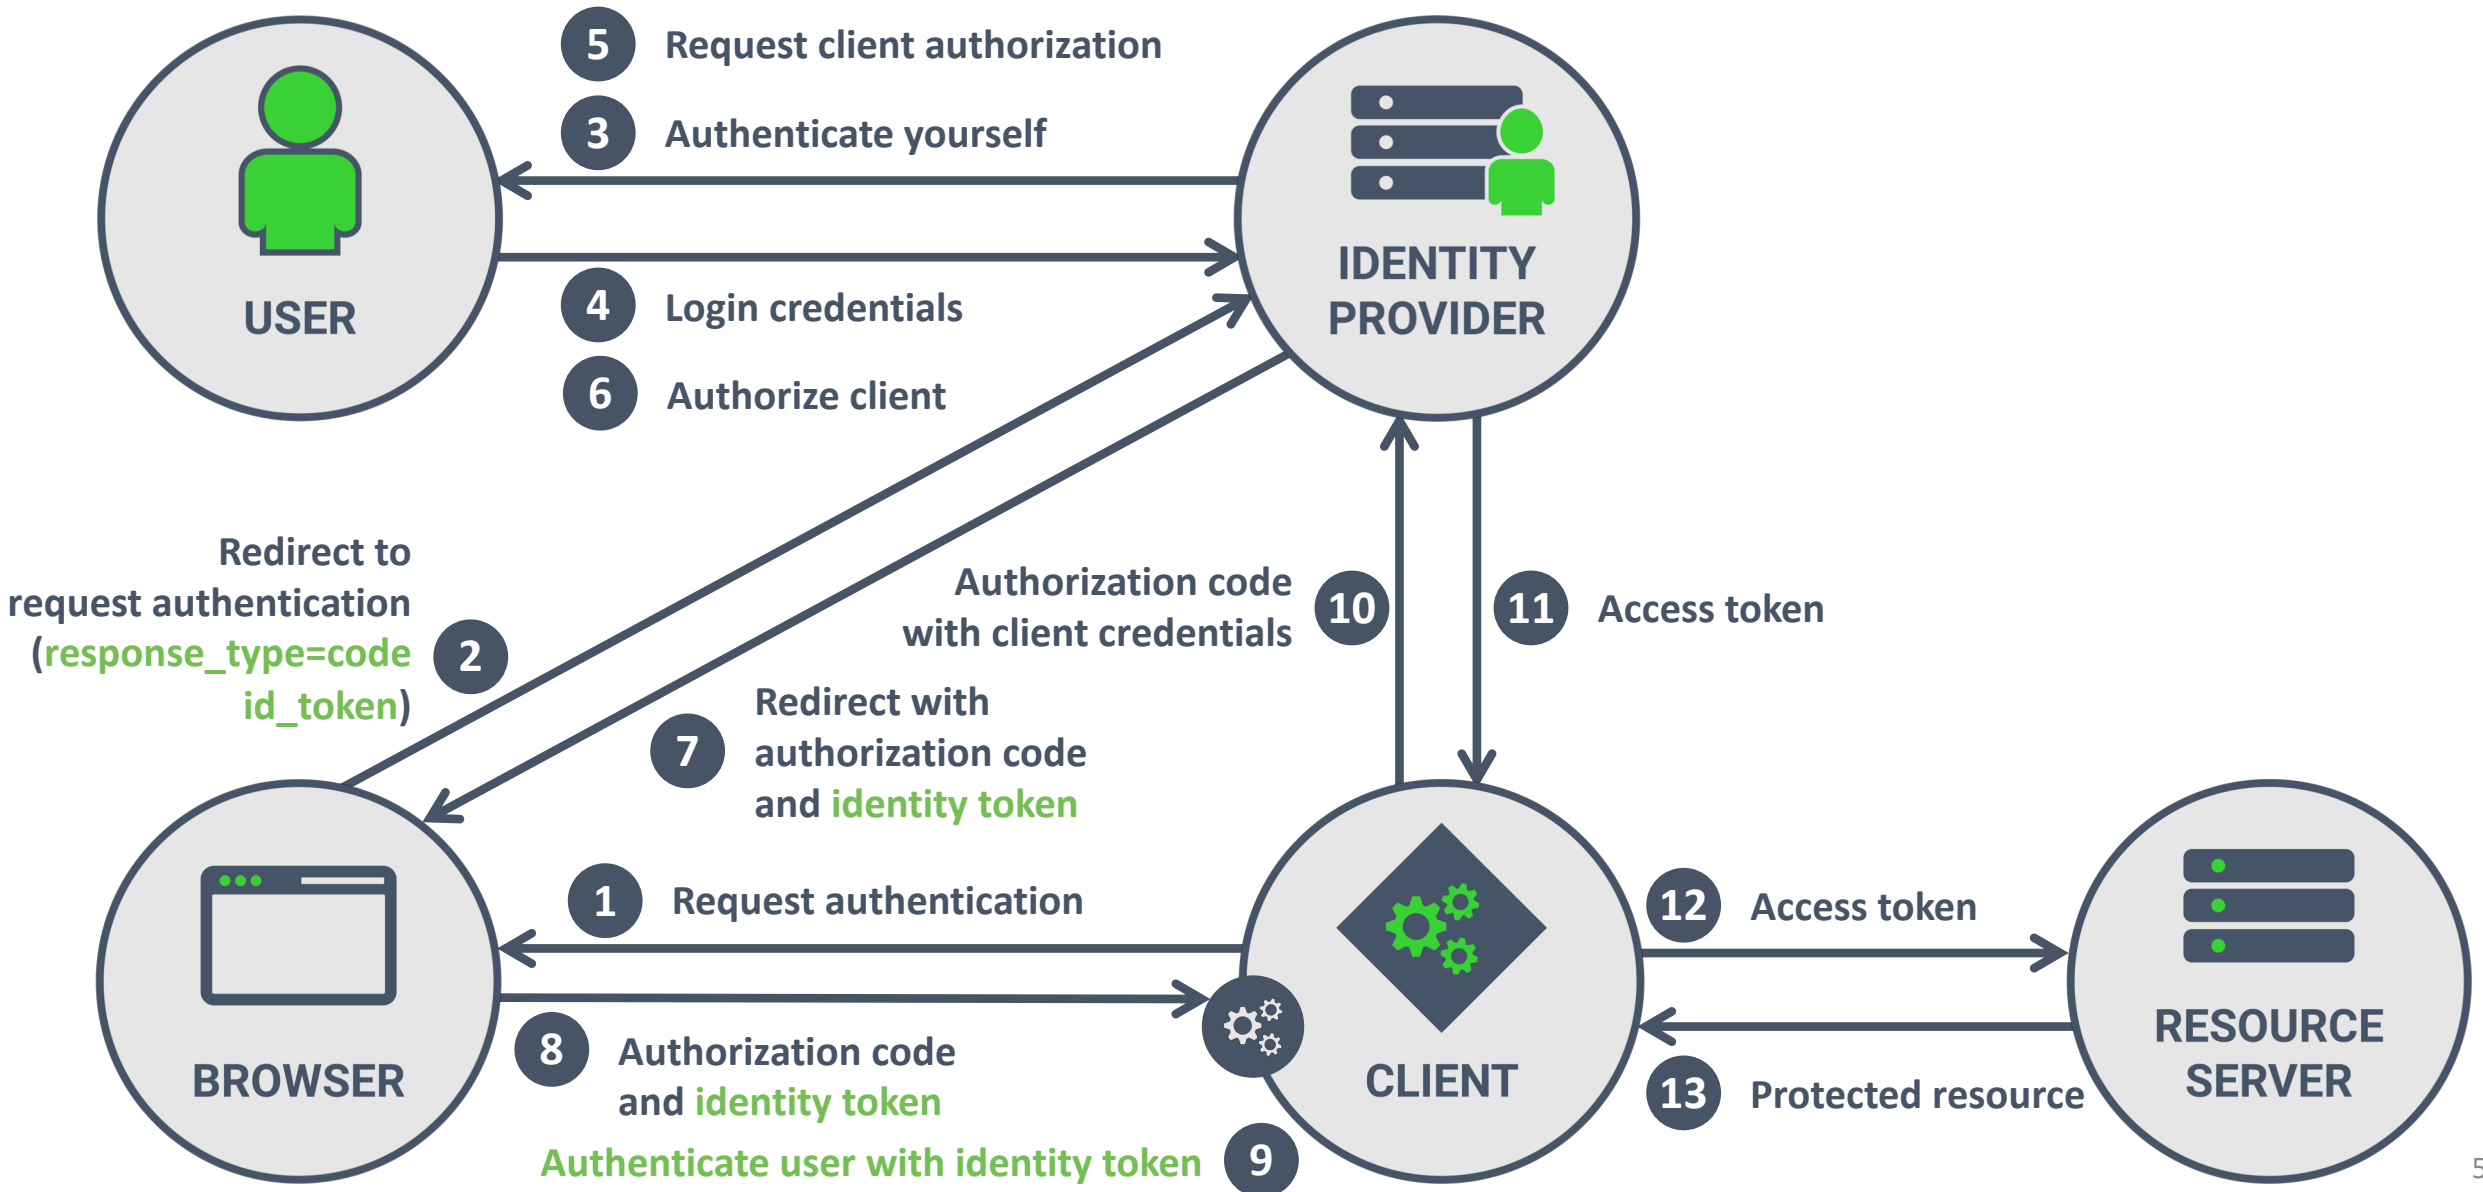 5 Request client authorization
3 Authenticate yourself
USER
IDENTITY
PROVIDER
4 Login credentials
6 Authorize client
Redirect to
request authentication
(response_type=code
id_token)
2
Authorization code
with client credentials
10
11 Access token
7
Redirect with
authorization code
and identity token
1 Request authentication
12 Access token
BROWSER
8
Authorization code
and identity token
Authenticate user with identity token 9
CLIENT
13 Protected resource
RESOURCE
SERVER
5